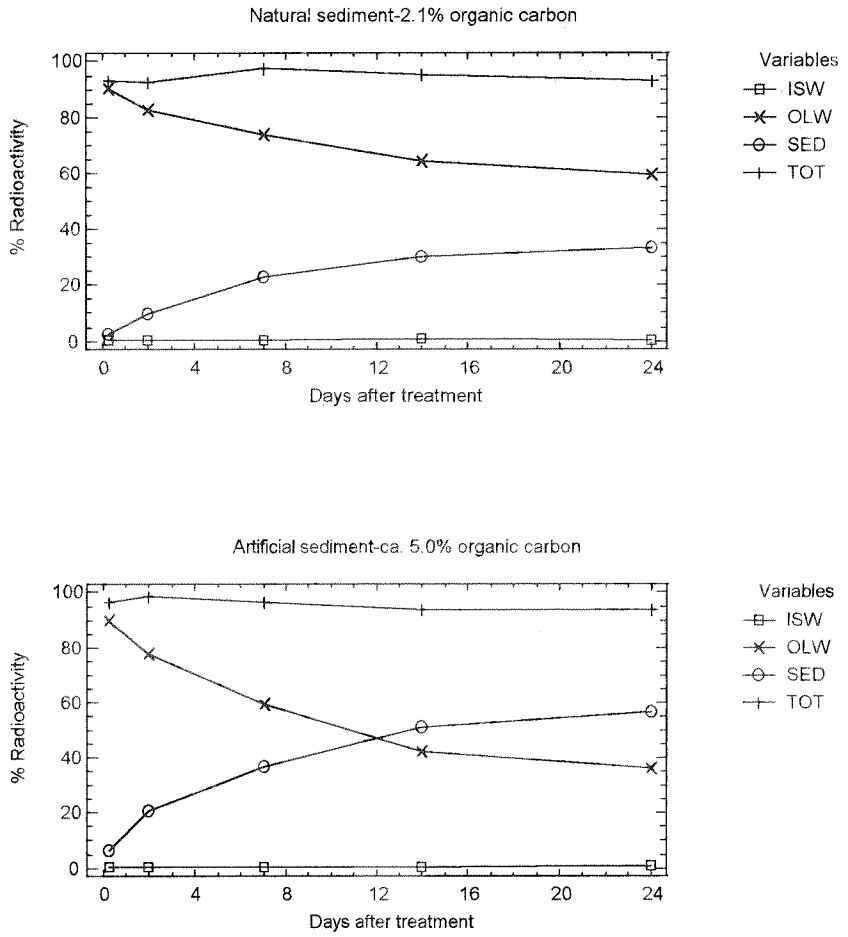 Natural sediment-2.1% organic carbon
100
80
60
40
20
0
% Radioactivity
0 4 8 12 16 20 24
Days after treatment
Variables
ISW
OLW
SED
TOT
Artificial sediment-ca. 5.0% organic carbon
100
80
60
40
20
0
% Radioactivity
0 4 8 12 16 20 24
Days after treatment
Variables
ISW
OLW
SED
TOT